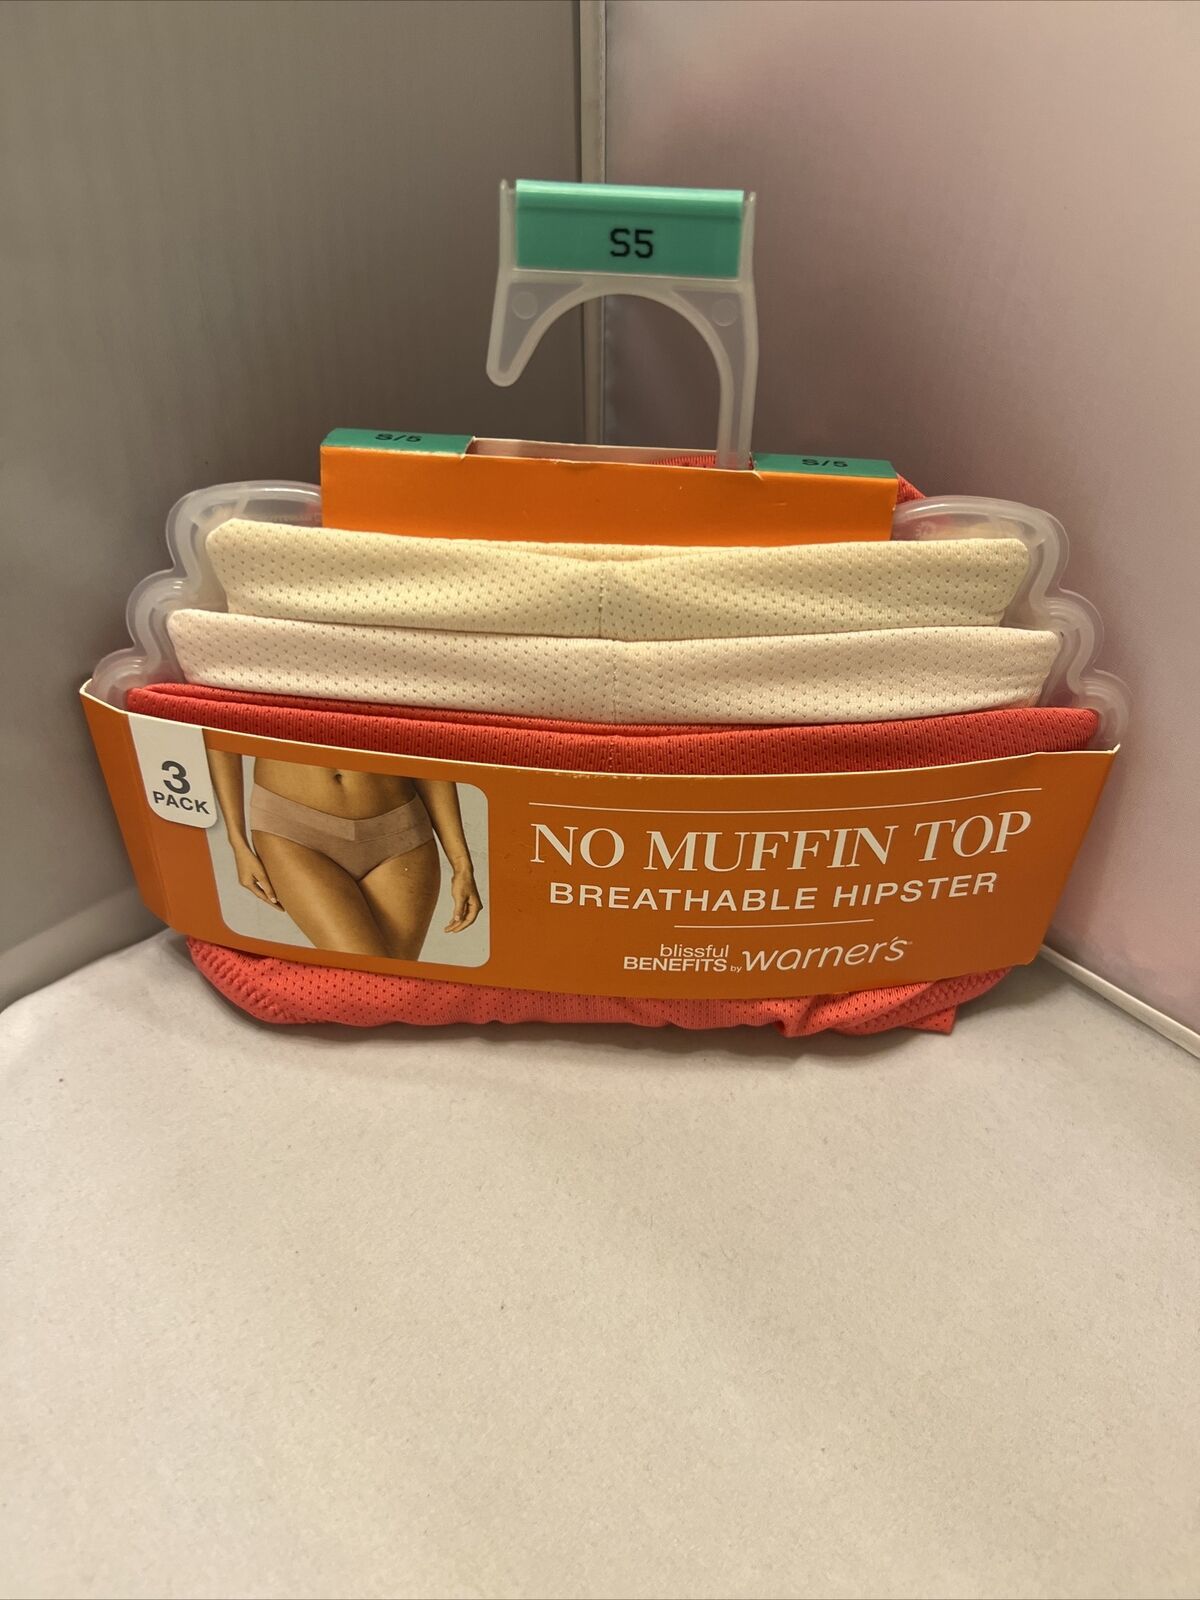 S5
S/5
S/5
3
PACK
NO MUFFIN TOP
BREATHABLE HIPSTER
blissful
BENEFITS by warner's